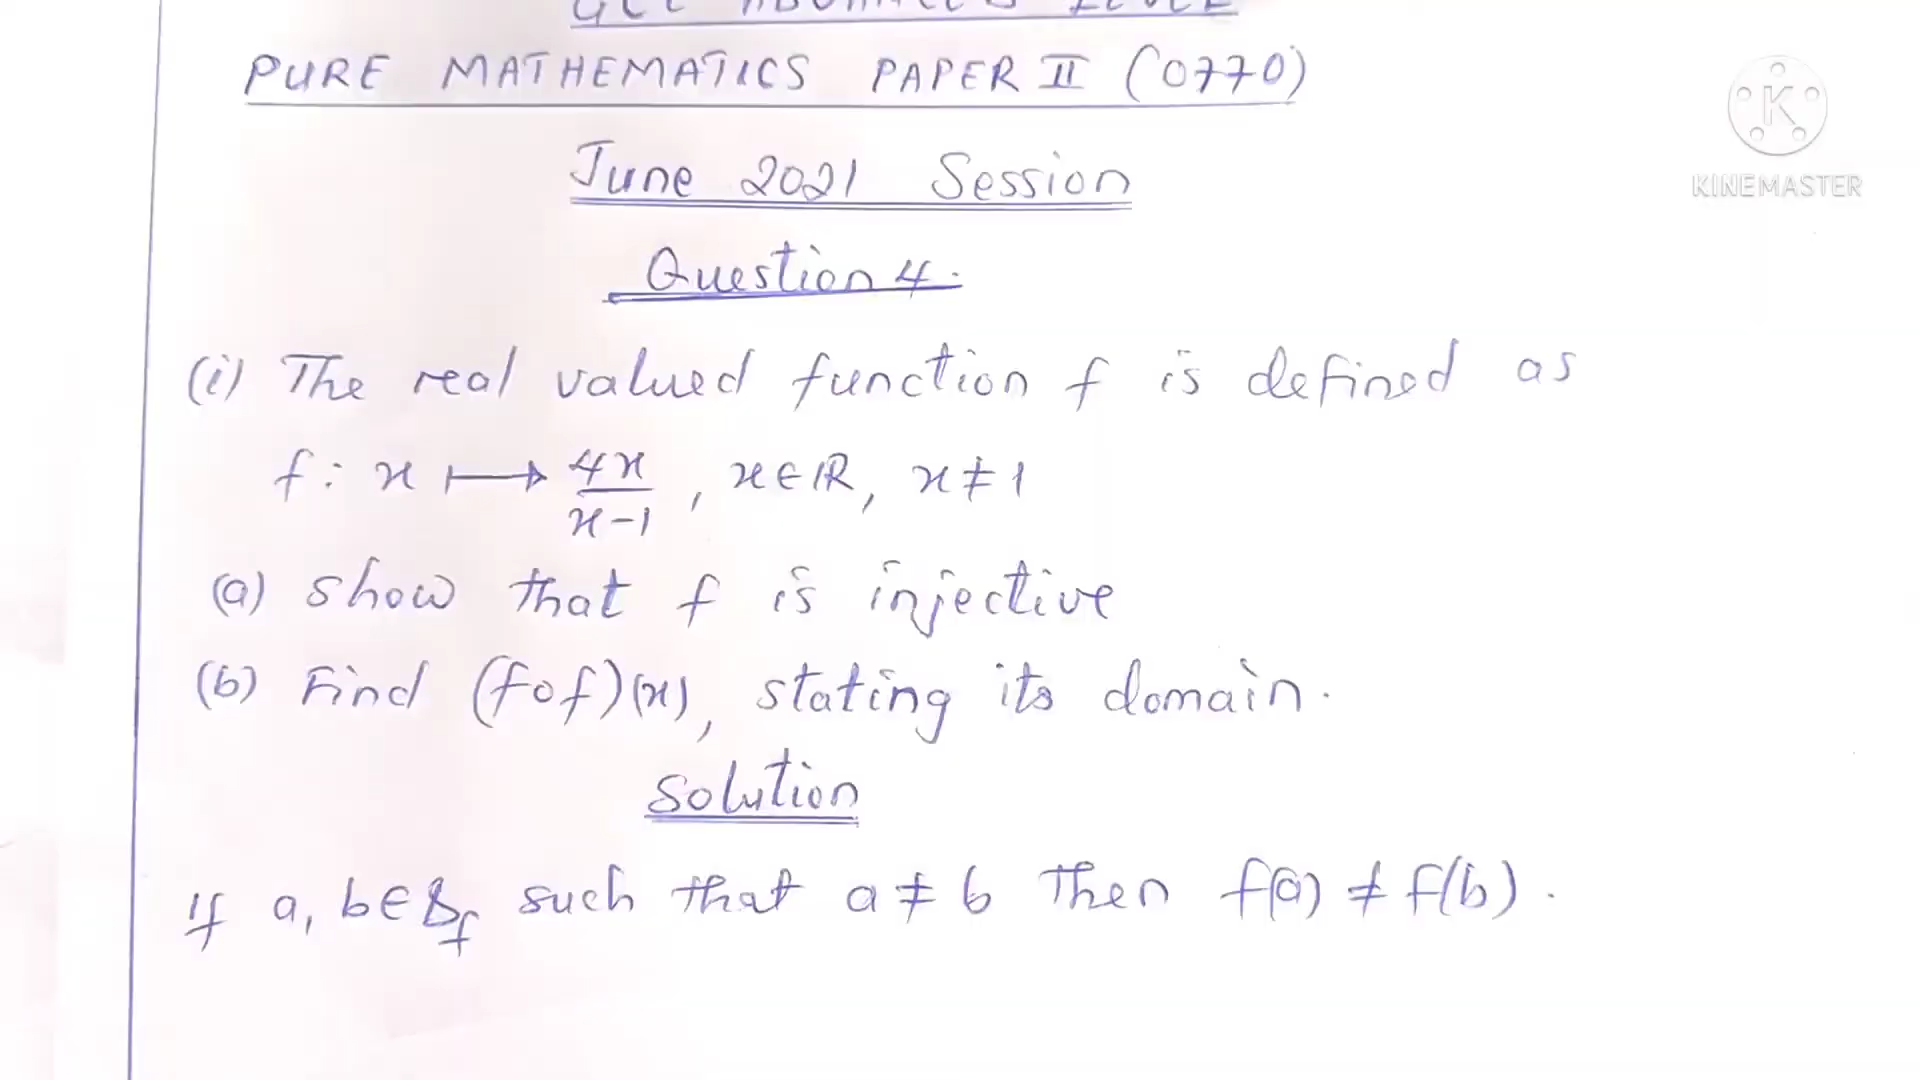 PURE MATHEMATICS PAPER II (0770)
June 2021 Session
K
KINEMASTER
Question 4.
(i) The real valued function f is defined as
f: x ↦ 4x/x-1, x∈ℝ, x≠1
(a) show that f is injective
(b) Find (fof)(x), stating its domain.
Solution
If a, b∈D_f such that a ≠ b then f(a) ≠ f(b).